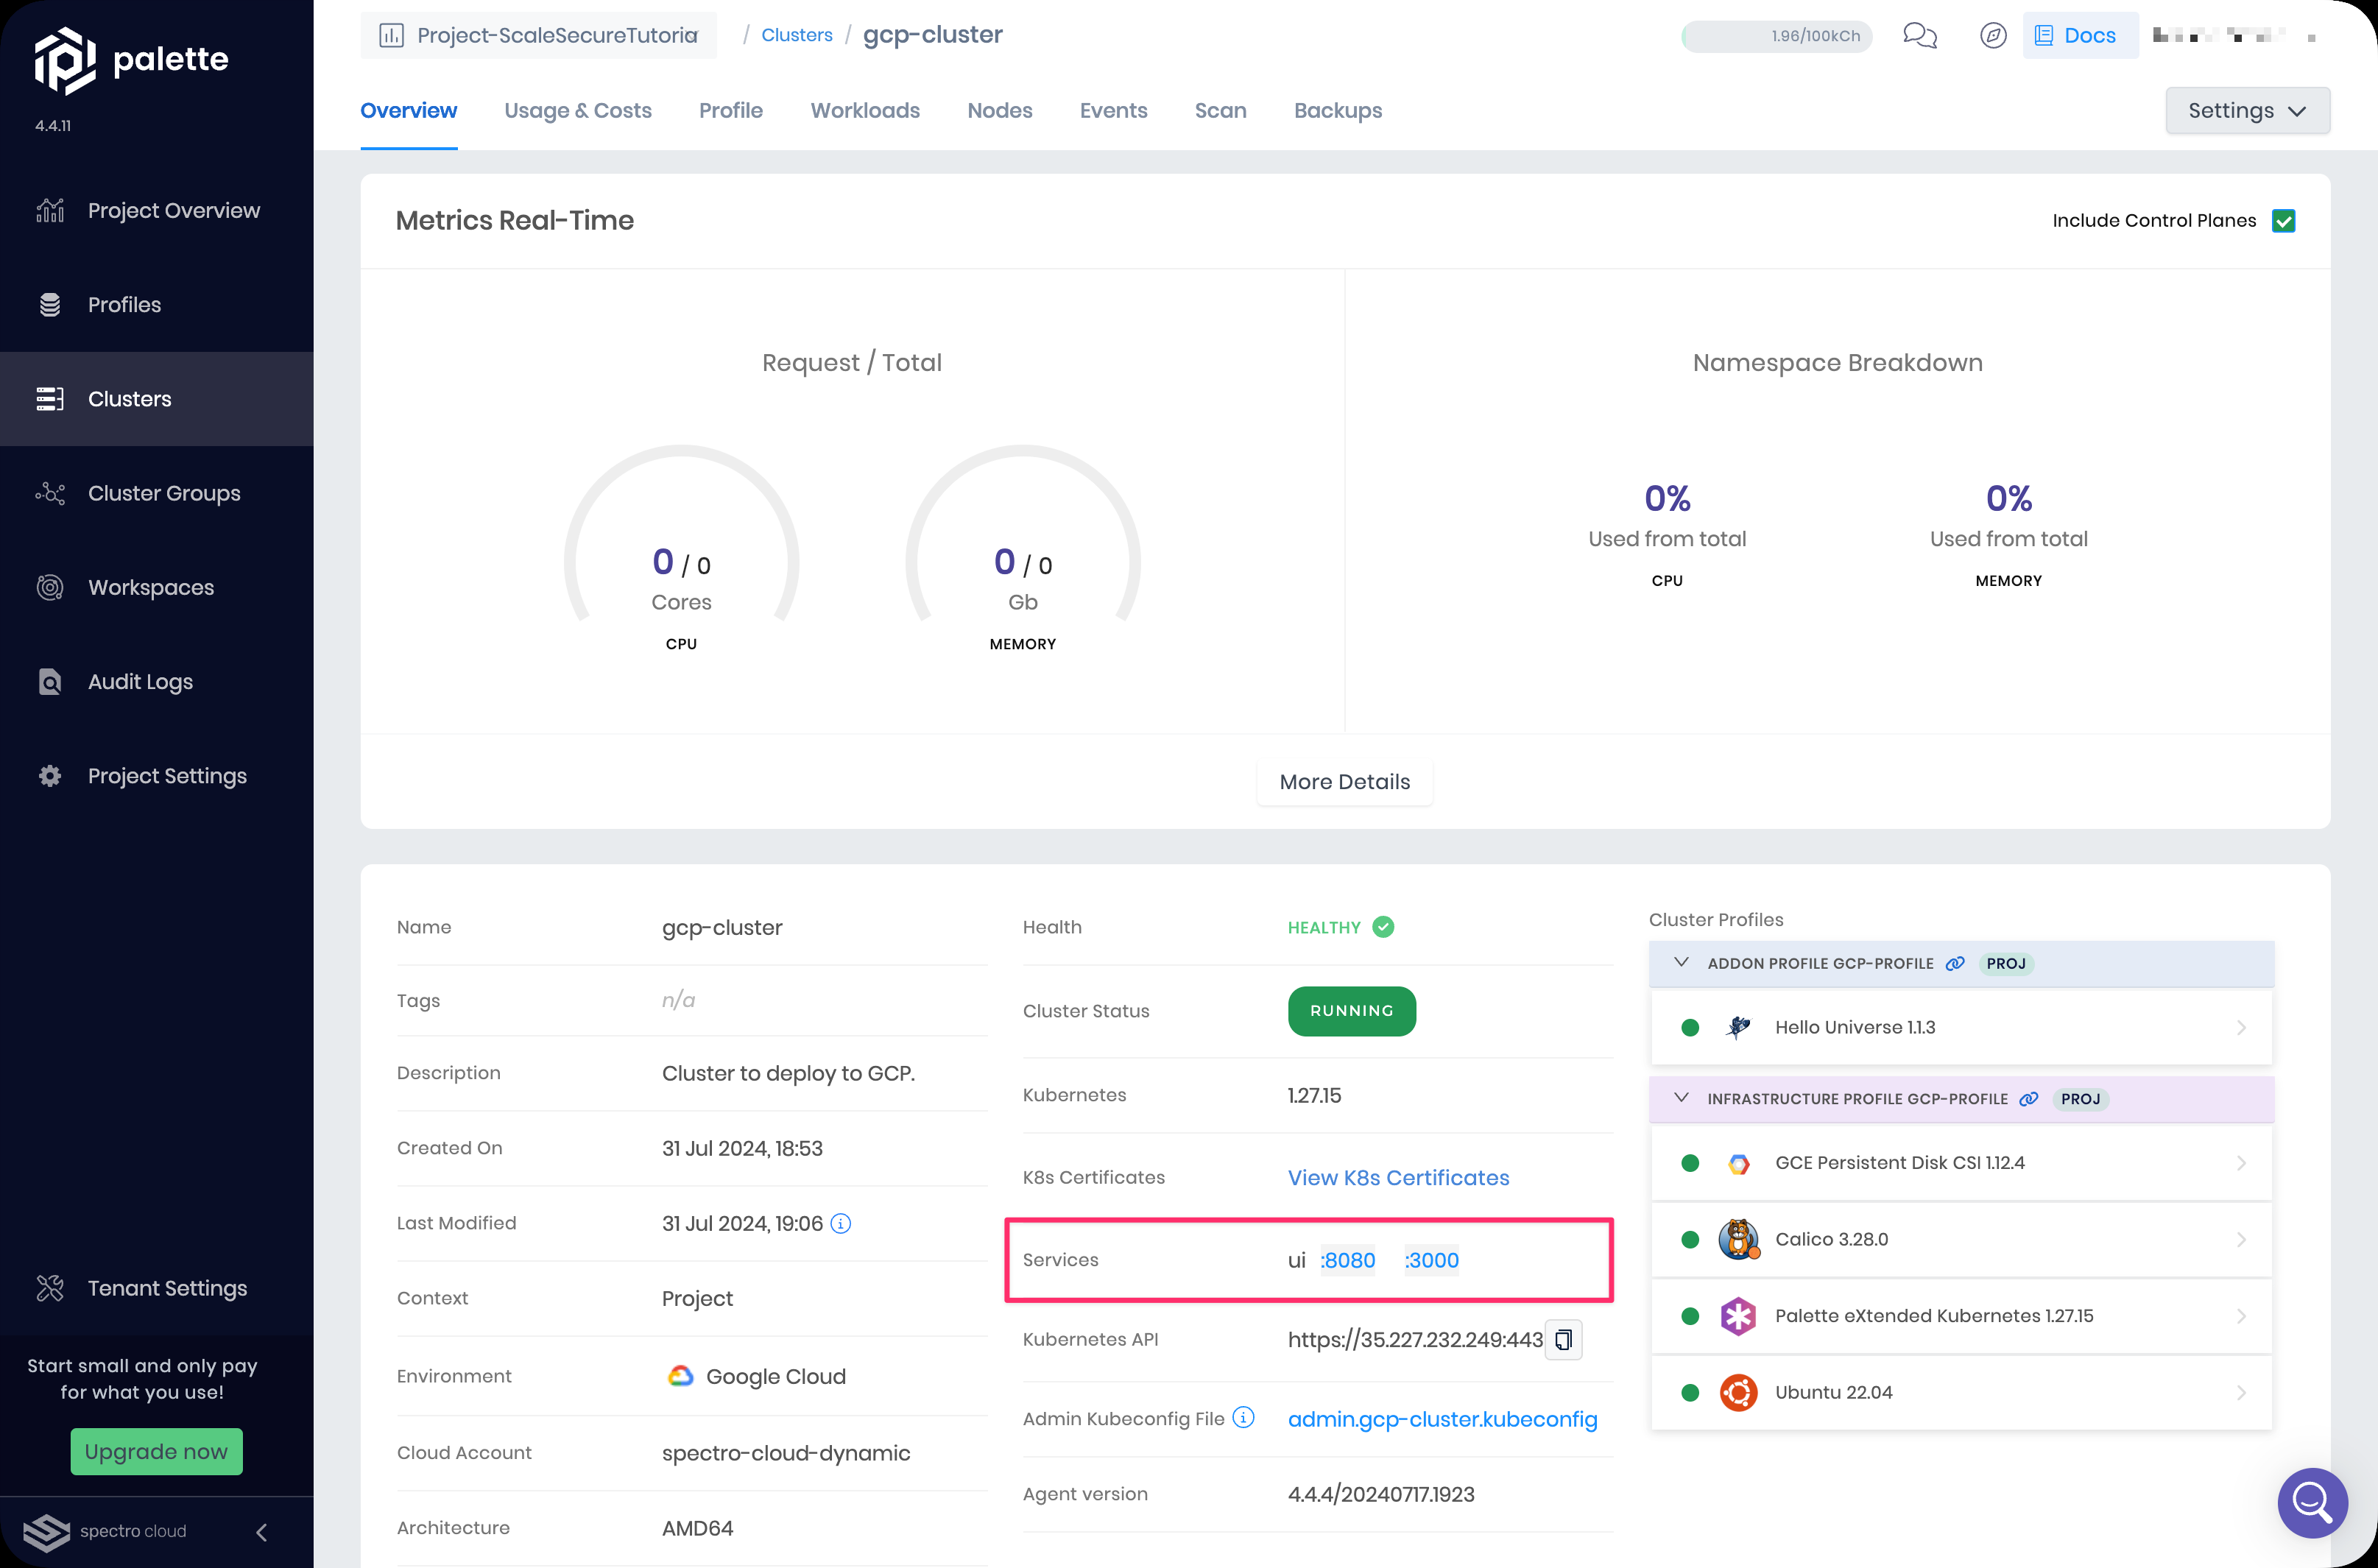 palette
4.4.11
Project Overview
Profiles
Clusters
Cluster Groups
Workspaces
Audit Logs
Project Settings
Tenant Settings
Start small and only pay
for what you use!
Upgrade now
spectro cloud
Project-ScaleSecureTutoria
/ Clusters / gcp-cluster
1.96/100kCh
Docs
Overview
Usage & Costs
Profile
Workloads
Nodes
Events
Scan
Backups
Settings
Metrics Real-Time
Include Control Planes
Request / Total
0 / 0
Cores
CPU
0 / 0
Gb
MEMORY
Namespace Breakdown
0%
Used from total
CPU
0%
Used from total
MEMORY
More Details
Name gcp-cluster
Tags n/a
Description Cluster to deploy to GCP.
Created On 31 Jul 2024, 18:53
Last Modified 31 Jul 2024, 19:06
Context Project
Environment Google Cloud
Cloud Account spectro-cloud-dynamic
Architecture AMD64
Health HEALTHY
Cluster Status RUNNING
Kubernetes 1.27.15
K8s Certificates View K8s Certificates
Services ui :8080 :3000
Kubernetes API https://35.227.232.249:443
Admin Kubeconfig File admin.gcp-cluster.kubeconfig
Agent version 4.4.4/20240717.1923
Cluster Profiles
ADDON PROFILE GCP-PROFILE PROJ
Hello Universe 1.1.3
INFRASTRUCTURE PROFILE GCP-PROFILE PROJ
GCE Persistent Disk CSI 1.12.4
Calico 3.28.0
Palette eXtended Kubernetes 1.27.15
Ubuntu 22.04